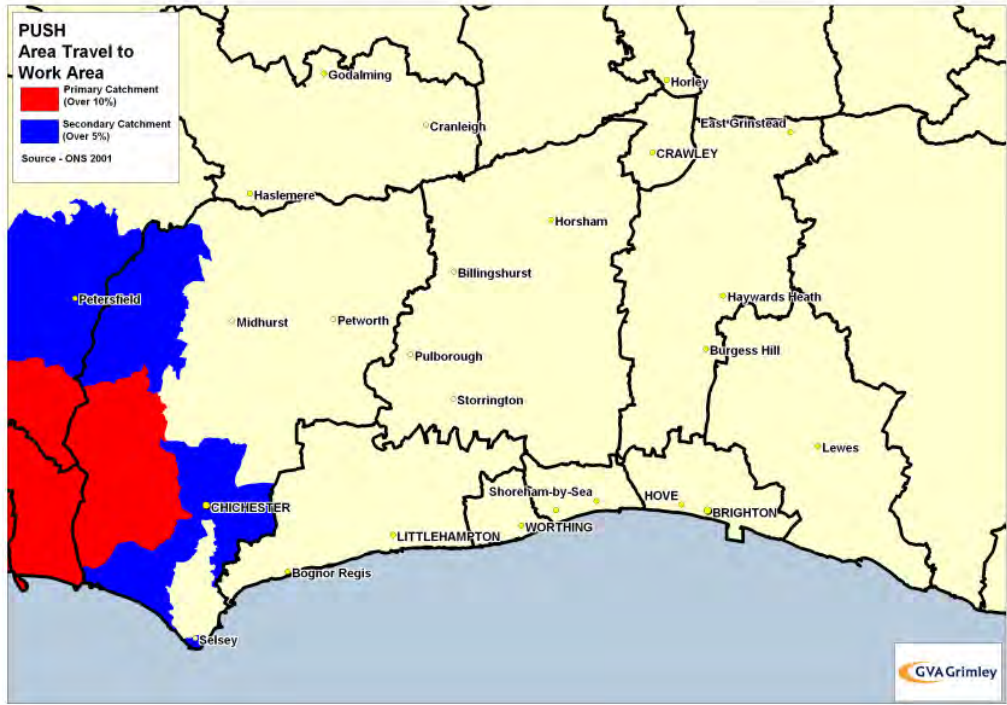 PUSH
Area Travel to
Work Area
Primary Catchment
(Over 10%)
Secondary Catchment
(Over 5%)
Source - ONS 2001
Godalming
Horley
Cranleigh
East Grinstead
CRAWLEY
Haslemere
Horsham
Billingshurst
Petersfield
Haywards Heath
Midhurst
Petworth
Burgess Hill
Pulborough
Storrington
Lewes
Shoreham-by-Sea
HOVE
CHICHESTER
BRIGHTON
WORTHING
LITTLEHAMPTON
Bognor Regis
Selsey
GVA Grimley